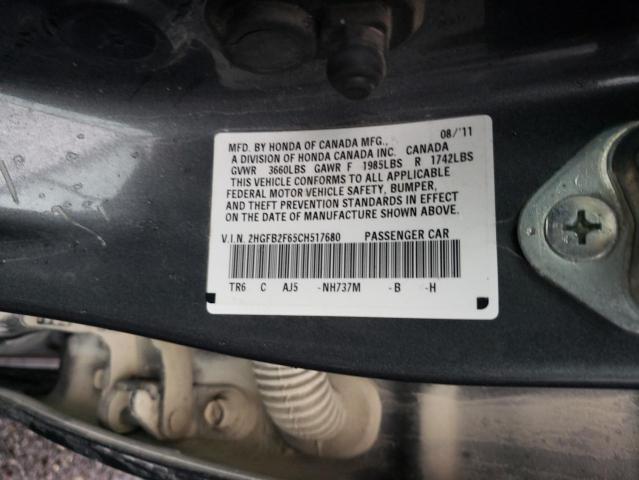 MFD. BY HONDA OF CANADA MFG., 08/'11
A DIVISION OF HONDA CANADA INC. CANADA
GVWR 3660LBS GAWR F 1985LBS R 1742LBS
THIS VEHICLE CONFORMS TO ALL APPLICABLE
FEDERAL MOTOR VEHICLE SAFETY, BUMPER,
AND THEFT PREVENTION STANDARDS IN EFFECT
ON THE DATE OF MANUFACTURE SHOWN ABOVE.
V.I.N. 2HGFB2F65CH517680 PASSENGER CAR
TR6 C AJ5 -NH737M -B -H